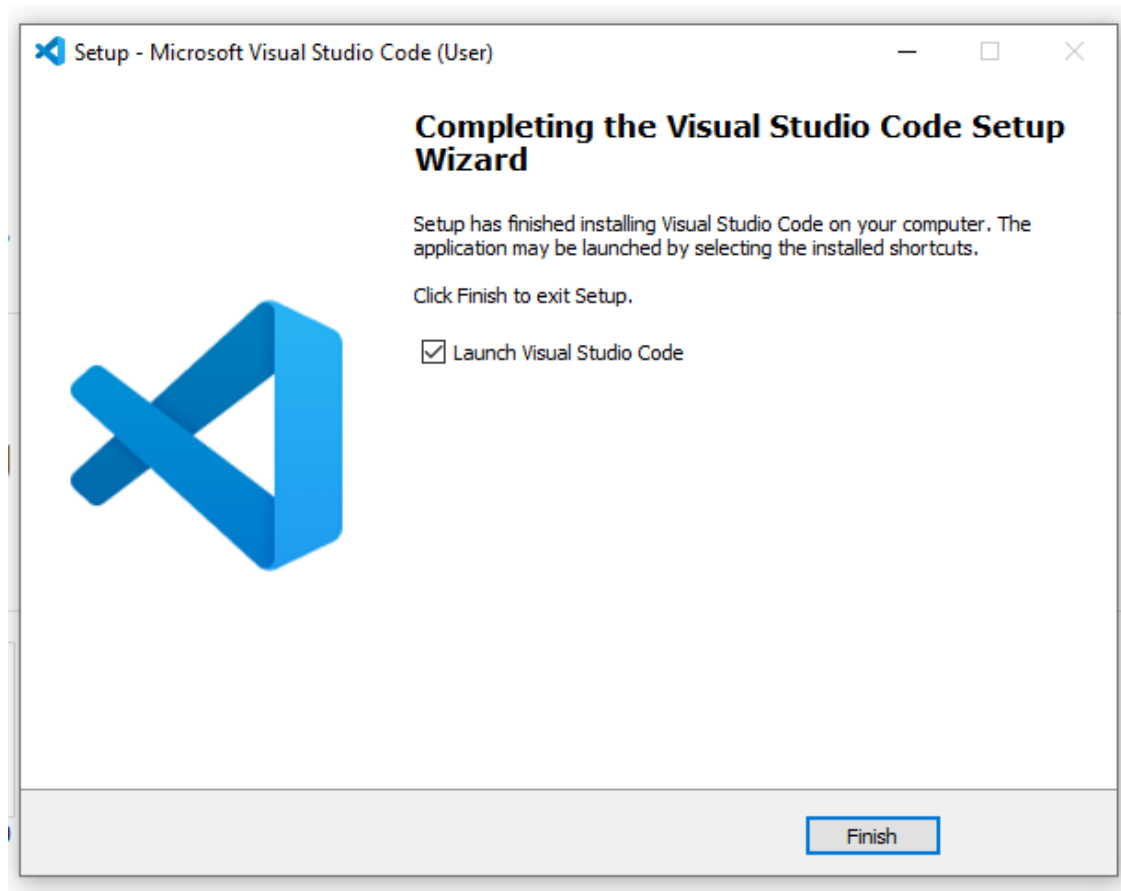 Setup - Microsoft Visual Studio Code (User)
Completing the Visual Studio Code Setup
Wizard
Setup has finished installing Visual Studio Code on your computer. The
application may be launched by selecting the installed shortcuts.
Click Finish to exit Setup.
Launch Visual Studio Code
Finish